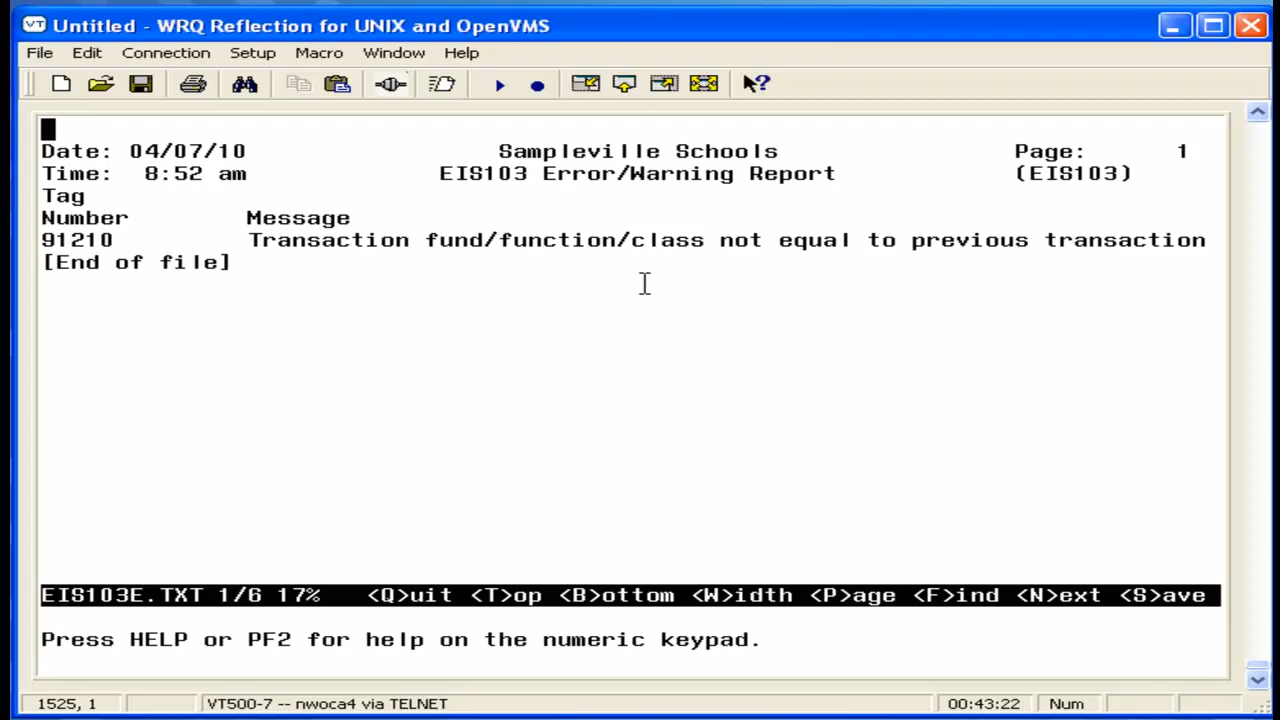 VT Untitled - WRQ Reflection for UNIX and OpenVMS
File Edit Connection Setup Macro Window Help
Date: 04/07/10 Sampleville Schools Page: 1
Time: 8:52 am EIS103 Error/Warning Report (EIS103)
Tag
Number Message
91210 Transaction fund/function/class not equal to previous transaction
[End of file]
EIS103E.TXT 1/6 17% <Q>uit <T>op <B>ottom <W>idth <P>age <F>ind <N>ext <S>ave
Press HELP or PF2 for help on the numeric keypad.
1525, 1 VT500-7 -- nwoca4 via TELNET 00:43:22 Num